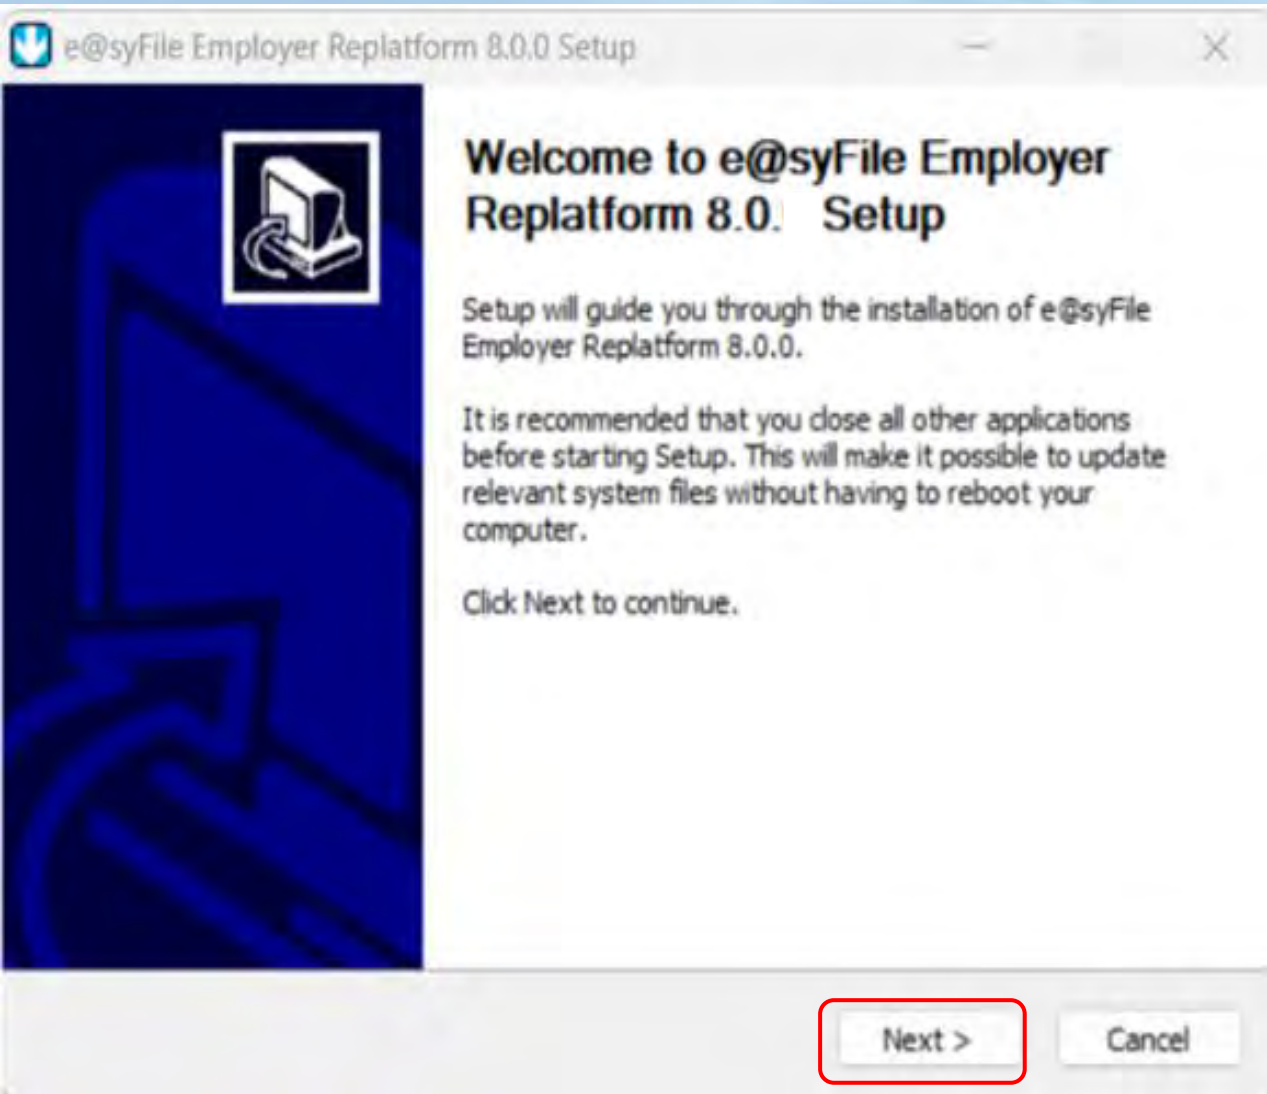 e@syFile Employer Replatform 8.0.0 Setup
Welcome to e@syFile Employer
Replatform 8.0. Setup
Setup will guide you through the installation of e@syFile
Employer Replatform 8.0.0.
It is recommended that you close all other applications
before starting Setup. This will make it possible to update
relevant system files without having to reboot your
computer.
Click Next to continue.
Next >
Cancel